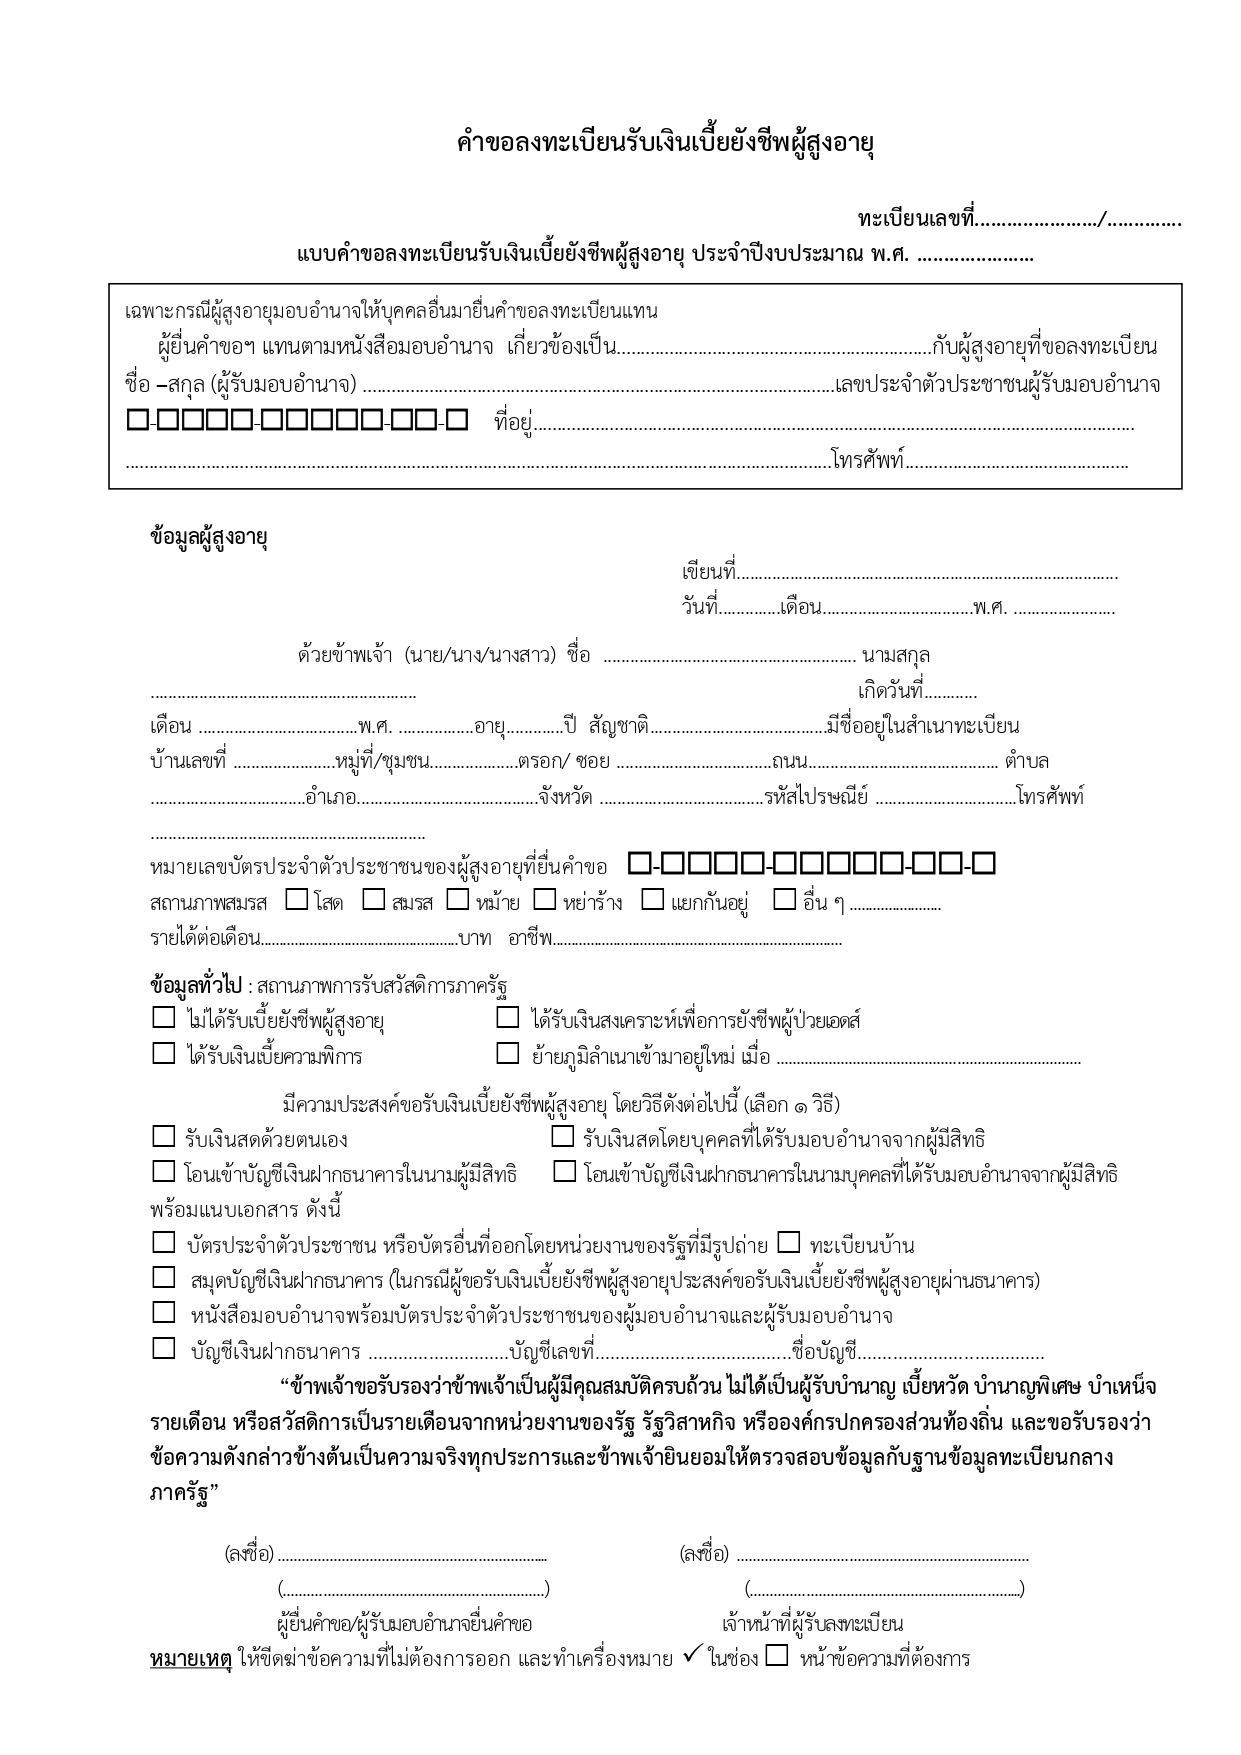 คำขอลงทะเบียนรับเงินเบี้ยยังชีพผู้สูงอายุ
ทะเบียนเลขที่......................./..............
แบบคำขอลงทะเบียนรับเงินเบี้ยยังชีพผู้สูงอายุ ประจำปีงบประมาณ พ.ศ. ......................
เฉพาะกรณีผู้สูงอายุมอบอำนาจให้บุคคลอื่นมายื่นคำขอลงทะเบียนแทน
ผู้ยื่นคำขอฯ แทนตามหนังสือมอบอำนาจ เกี่ยวข้องเป็น..................................................................กับผู้สูงอายุที่ขอลงทะเบียน
ชื่อ –สกุล (ผู้รับมอบอำนาจ) ...................................................................................................เลขประจำตัวประชาชนผู้รับมอบอำนาจ
☐-☐☐☐☐-☐☐☐☐☐-☐☐-☐ ที่อยู่..............................................................................................................................
....................................................................................................................................................โทรศัพท์...............................................
ข้อมูลผู้สูงอายุ
เขียนที่......................................................................................
วันที่..............เดือน..................................พ.ศ. .......................
ด้วยข้าพเจ้า (นาย/นาง/นางสาว) ชื่อ ......................................................... นามสกุล
............................................................ เกิดวันที่............
เดือน ....................................พ.ศ. .................อายุ.............ปี สัญชาติ........................................มีชื่ออยู่ในสำเนาทะเบียน
บ้านเลขที่ .......................หมู่ที่/ชุมชน....................ตรอก/ ซอย ...................................ถนน........................................... ตำบล
...................................อำเภอ.........................................จังหวัด .....................................รหัสไปรษณีย์ ................................โทรศัพท์
..............................................................
หมายเลขบัตรประจำตัวประชาชนของผู้สูงอายุที่ยื่นคำขอ ☐-☐☐☐☐-☐☐☐☐☐-☐☐-☐
สถานภาพสมรส ☐ โสด ☐ สมรส ☐ หม้าย ☐ หย่าร้าง ☐ แยกกันอยู่ ☐ อื่น ๆ ........................
รายได้ต่อเดือน....................................................บาท อาชีพ............................................................................
ข้อมูลทั่วไป : สถานภาพการรับสวัสดิการภาครัฐ
☐ ไม่ได้รับเบี้ยยังชีพผู้สูงอายุ ☐ ได้รับเงินสงเคราะห์เพื่อการยังชีพผู้ป่วยเอดส์
☐ ได้รับเงินเบี้ยความพิการ ☐ ย้ายภูมิลำเนาเข้ามาอยู่ใหม่ เมื่อ ................................................................................
มีความประสงค์ขอรับเงินเบี้ยยังชีพผู้สูงอายุ โดยวิธีดังต่อไปนี้ (เลือก ๑ วิธี)
☐ รับเงินสดด้วยตนเอง ☐ รับเงินสดโดยบุคคลที่ได้รับมอบอำนาจจากผู้มีสิทธิ
☐ โอนเข้าบัญชีเงินฝากธนาคารในนามผู้มีสิทธิ ☐ โอนเข้าบัญชีเงินฝากธนาคารในนามบุคคลที่ได้รับมอบอำนาจจากผู้มีสิทธิ
พร้อมแนบเอกสาร ดังนี้
☐ บัตรประจำตัวประชาชน หรือบัตรอื่นที่ออกโดยหน่วยงานของรัฐที่มีรูปถ่าย ☐ ทะเบียนบ้าน
☐ สมุดบัญชีเงินฝากธนาคาร (ในกรณีผู้ขอรับเงินเบี้ยยังชีพผู้สูงอายุประสงค์ขอรับเงินเบี้ยยังชีพผู้สูงอายุผ่านธนาคาร)
☐ หนังสือมอบอำนาจพร้อมบัตรประจำตัวประชาชนของผู้มอบอำนาจและผู้รับมอบอำนาจ
☐ บัญชีเงินฝากธนาคาร ............................บัญชีเลขที่.......................................ชื่อบัญชี.....................................
“ข้าพเจ้าขอรับรองว่าข้าพเจ้าเป็นผู้มีคุณสมบัติครบถ้วน ไม่ได้เป็นผู้รับบำนาญ เบี้ยหวัด บำนาญพิเศษ บำเหน็จ
รายเดือน หรือสวัสดิการเป็นรายเดือนจากหน่วยงานของรัฐ รัฐวิสาหกิจ หรือองค์กรปกครองส่วนท้องถิ่น และขอรับรองว่า
ข้อความดังกล่าวข้างต้นเป็นความจริงทุกประการและข้าพเจ้ายินยอมให้ตรวจสอบข้อมูลกับฐานข้อมูลทะเบียนกลาง
ภาครัฐ”
(ลงชื่อ) .................................................................... (ลงชื่อ) .........................................................................
(.................................................................) (....................................................................)
ผู้ยื่นคำขอ/ผู้รับมอบอำนาจยื่นคำขอ เจ้าหน้าที่ผู้รับลงทะเบียน
หมายเหตุ ให้ขีดฆ่าข้อความที่ไม่ต้องการออก และทำเครื่องหมาย ✓ ในช่อง ☐ หน้าข้อความที่ต้องการ